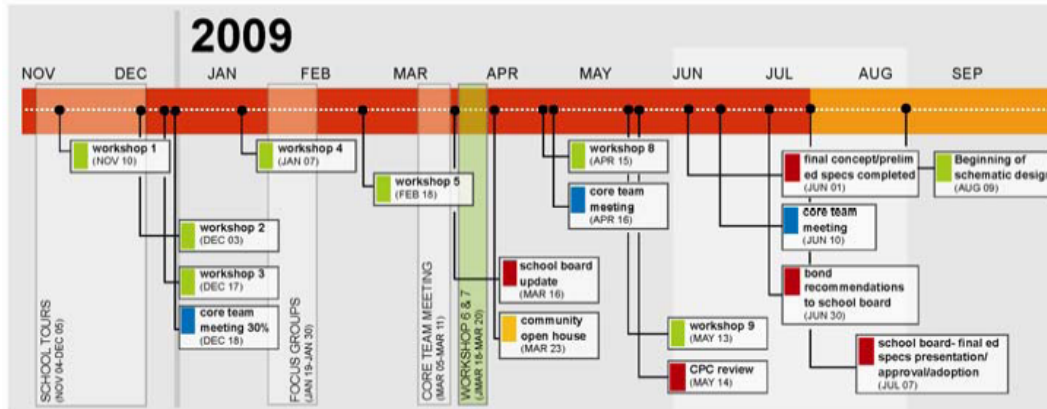 2009
NOV DEC JAN FEB MAR APR MAY JUN JUL AUG SEP
workshop 1
(NOV 10)
workshop 4
(JAN 07)
workshop 5
(FEB 18)
workshop 8
(APR 15)
final concept/prelim
ed specs completed
(JUN 01)
Beginning of
schematic design
(AUG 09)
core team
meeting
(APR 16)
core team
meeting
(JUN 10)
workshop 2
(DEC 03)
workshop 3
(DEC 17)
core team
meeting 30%
(DEC 18)
school board
update
(MAR 16)
community
open house
(MAR 23)
bond
recommendations
to school board
(JUN 30)
workshop 9
(MAY 13)
CPC review
(MAY 14)
school board- final ed
specs presentation/
approval/adoption
(JUL 07)
SCHOOL TOURS
(NOV 04-DEC 05)
FOCUS GROUPS
(JAN 19-JAN 30)
CORE TEAM MEETING
(MAR 05-MAR 11)
WORKSHOP 6 & 7
(JMAR 18-MAR 20)